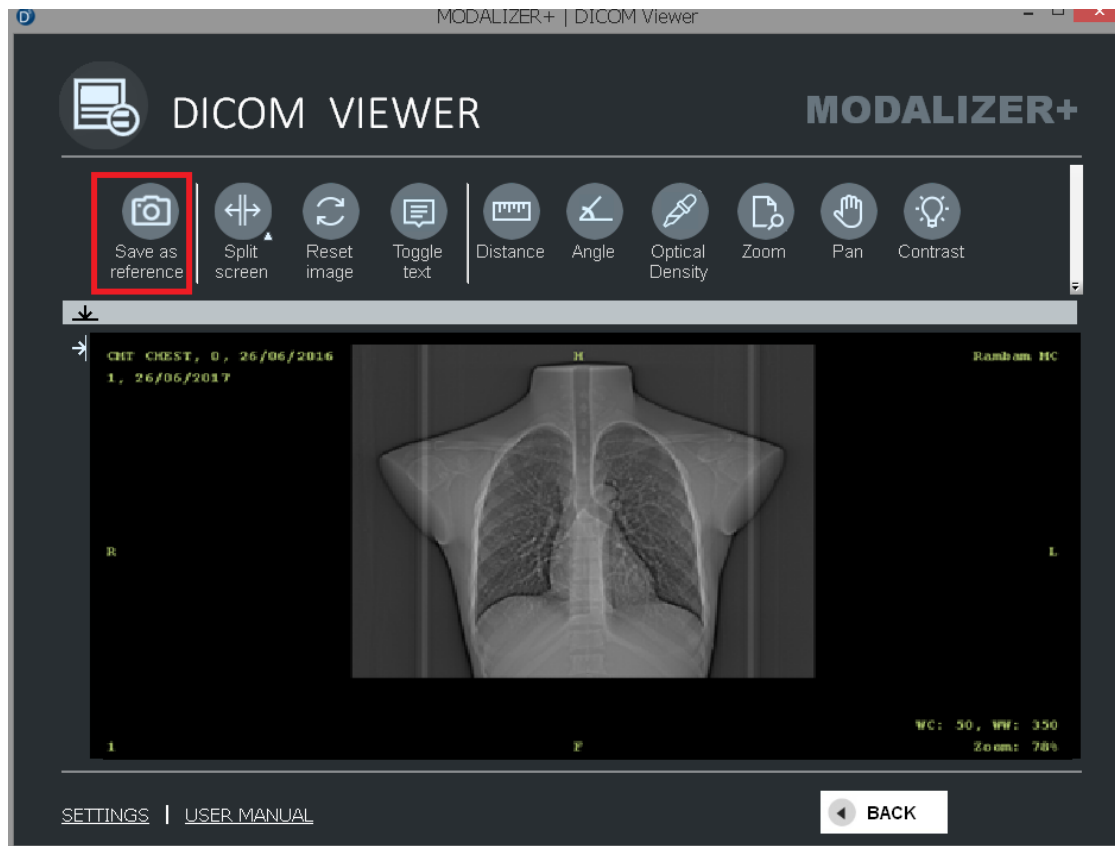 MODALIZER+ | DICOM Viewer
DICOM VIEWER
MODALIZER+
Save as
reference
Split
screen
Reset
image
Toggle
text
Distance
Angle
Optical
Density
Zoom
Pan
Contrast
CMT CHEST, 0, 26/06/2016
1, 26/06/2017
H
Rambam MC
R
L
WC: 50, WW: 350
1
F
Zoom: 78%
SETTINGS | USER MANUAL
BACK